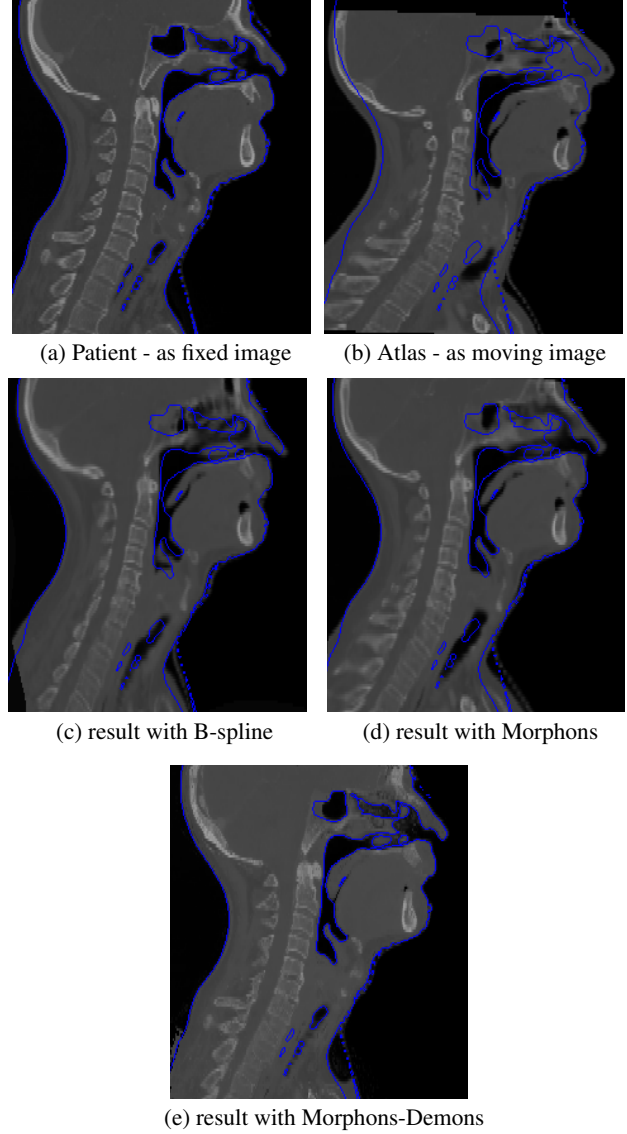 (a) Patient - as fixed image
(b) Atlas - as moving image
(c) result with B-spline
(d) result with Morphons
(e) result with Morphons-Demons